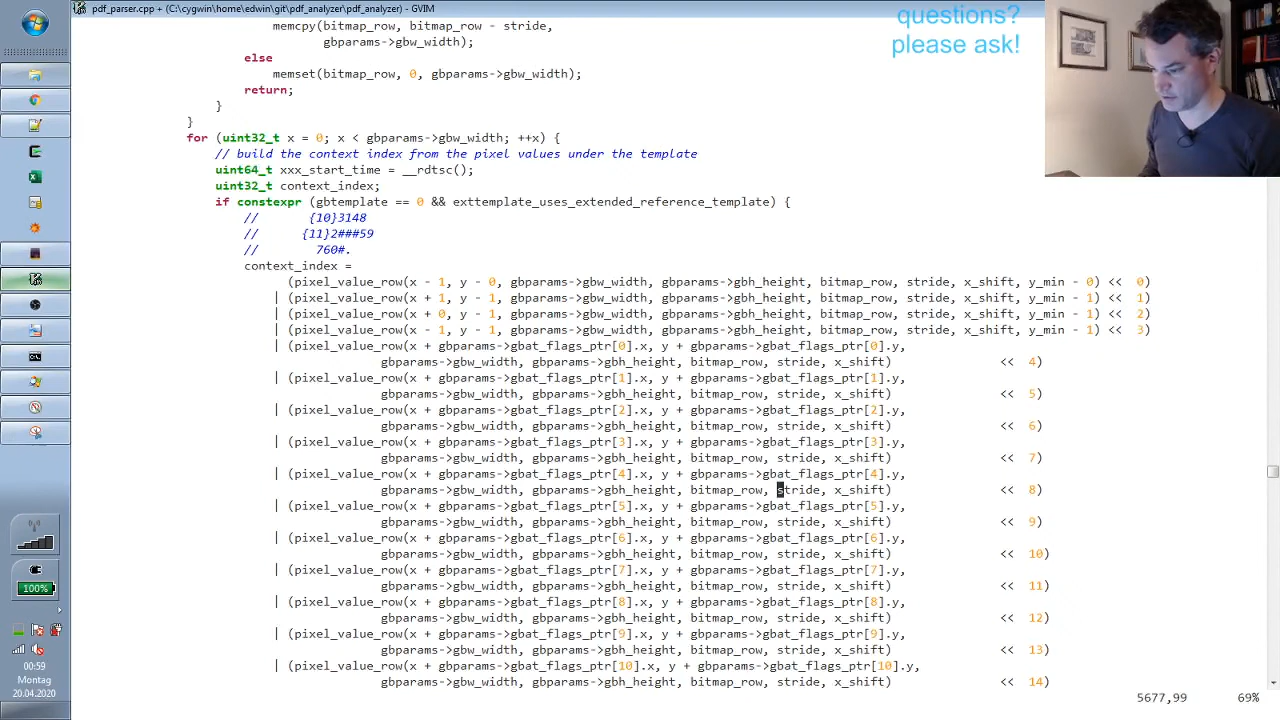 pdf_parser.cpp + (C:\cygwin\home\edwin\git\pdf_analyzer\pdf_analyzer) - GVIM
questions?
please ask!
memcpy(bitmap_row, bitmap_row - stride,
gbparams->gbw_width);
else
memset(bitmap_row, 0, gbparams->gbw_width);
return;
}
}
for (uint32_t x = 0; x < gbparams->gbw_width; ++x) {
// build the context index from the pixel values under the template
uint64_t xxx_start_time = __rdtsc();
uint32_t context_index;
if constexpr (gbtemplate == 0 && exttemplate_uses_extended_reference_template) {
// {10}3148
// {11}2###59
// 760#.
context_index =
(pixel_value_row(x - 1, y - 0, gbparams->gbw_width, gbparams->gbh_height, bitmap_row, stride, x_shift, y_min - 0) << 0)
| (pixel_value_row(x + 1, y - 1, gbparams->gbw_width, gbparams->gbh_height, bitmap_row, stride, x_shift, y_min - 1) << 1)
| (pixel_value_row(x + 0, y - 1, gbparams->gbw_width, gbparams->gbh_height, bitmap_row, stride, x_shift, y_min - 1) << 2)
| (pixel_value_row(x - 1, y - 1, gbparams->gbw_width, gbparams->gbh_height, bitmap_row, stride, x_shift, y_min - 1) << 3)
| (pixel_value_row(x + gbparams->gbat_flags_ptr[0].x, y + gbparams->gbat_flags_ptr[0].y,
gbparams->gbw_width, gbparams->gbh_height, bitmap_row, stride, x_shift) << 4)
| (pixel_value_row(x + gbparams->gbat_flags_ptr[1].x, y + gbparams->gbat_flags_ptr[1].y,
gbparams->gbw_width, gbparams->gbh_height, bitmap_row, stride, x_shift) << 5)
| (pixel_value_row(x + gbparams->gbat_flags_ptr[2].x, y + gbparams->gbat_flags_ptr[2].y,
gbparams->gbw_width, gbparams->gbh_height, bitmap_row, stride, x_shift) << 6)
| (pixel_value_row(x + gbparams->gbat_flags_ptr[3].x, y + gbparams->gbat_flags_ptr[3].y,
gbparams->gbw_width, gbparams->gbh_height, bitmap_row, stride, x_shift) << 7)
| (pixel_value_row(x + gbparams->gbat_flags_ptr[4].x, y + gbparams->gbat_flags_ptr[4].y,
gbparams->gbw_width, gbparams->gbh_height, bitmap_row, stride, x_shift) << 8)
| (pixel_value_row(x + gbparams->gbat_flags_ptr[5].x, y + gbparams->gbat_flags_ptr[5].y,
gbparams->gbw_width, gbparams->gbh_height, bitmap_row, stride, x_shift) << 9)
| (pixel_value_row(x + gbparams->gbat_flags_ptr[6].x, y + gbparams->gbat_flags_ptr[6].y,
gbparams->gbw_width, gbparams->gbh_height, bitmap_row, stride, x_shift) << 10)
| (pixel_value_row(x + gbparams->gbat_flags_ptr[7].x, y + gbparams->gbat_flags_ptr[7].y,
gbparams->gbw_width, gbparams->gbh_height, bitmap_row, stride, x_shift) << 11)
| (pixel_value_row(x + gbparams->gbat_flags_ptr[8].x, y + gbparams->gbat_flags_ptr[8].y,
gbparams->gbw_width, gbparams->gbh_height, bitmap_row, stride, x_shift) << 12)
| (pixel_value_row(x + gbparams->gbat_flags_ptr[9].x, y + gbparams->gbat_flags_ptr[9].y,
gbparams->gbw_width, gbparams->gbh_height, bitmap_row, stride, x_shift) << 13)
| (pixel_value_row(x + gbparams->gbat_flags_ptr[10].x, y + gbparams->gbat_flags_ptr[10].y,
gbparams->gbw_width, gbparams->gbh_height, bitmap_row, stride, x_shift) << 14)
5677,99 69%
100%
00:59
Montag
20.04.2020